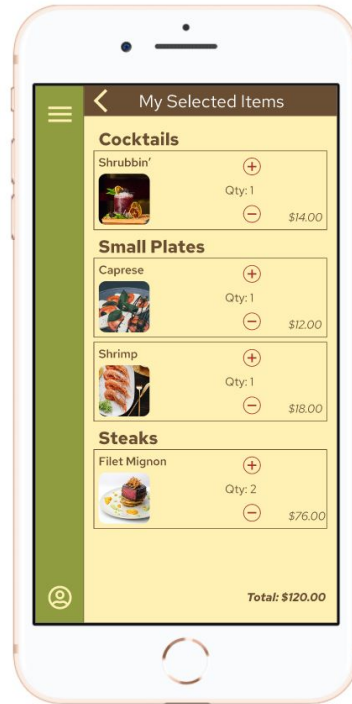 My Selected Items
Cocktails
Shrubbin'
Qty: 1
$14.00
Small Plates
Caprese
Qty: 1
$12.00
Shrimp
Qty: 1
$18.00
Steaks
Filet Mignon
Qty: 2
$76.00
Total: $120.00